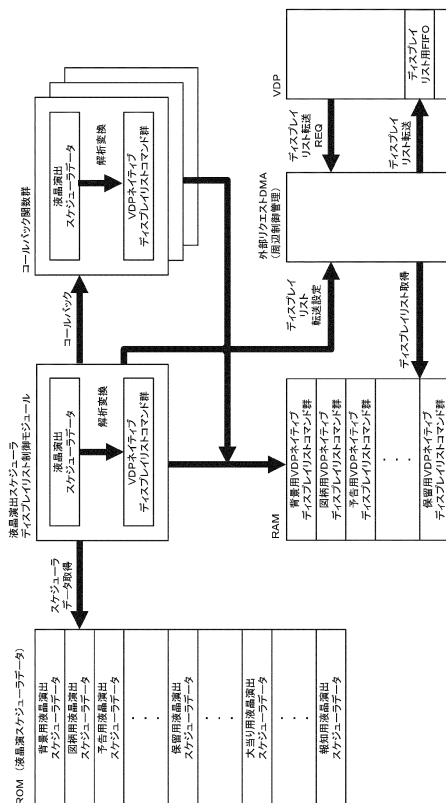 ROM （液晶演スケジューラデータ）
背景用液晶演出
スケジューラデータ
図柄用液晶演出
スケジューラデータ
予告用液晶演出
スケジューラデータ
・・・
保留用液晶演出
スケジューラデータ
・・・
大当り用液晶演出
スケジューラデータ
・・・
報知用液晶演出
スケジューラデータ
スケジューラ
データ取得
液晶演出スケジューラ
ディスプレイリスト制御モジュール
液晶演出
スケジューラデータ
解析変換
VDPネイティブ
ディスプレイリストコマンド群
コールバック
コールバック関数群
液晶演出
スケジューラデータ
解析変換
VDPネイティブ
ディスプレイリストコマンド群
RAM
背景用VDPネイティブ
ディスプレイリストコマンド群
図柄用VDPネイティブ
ディスプレイリストコマンド群
予告用VDPネイティブ
ディスプレイリストコマンド群
・・・
保留用VDPネイティブ
ディスプレイリストコマンド群
ディスプレイ
リスト
転送設定
ディスプレイリスト取得
外部リクエストDMA
（周辺制御管理）
ディスプレイ
リスト転送
REQ
ディスプレイ
リスト転送
VDP
ディスプレイ
リスト用FIFO